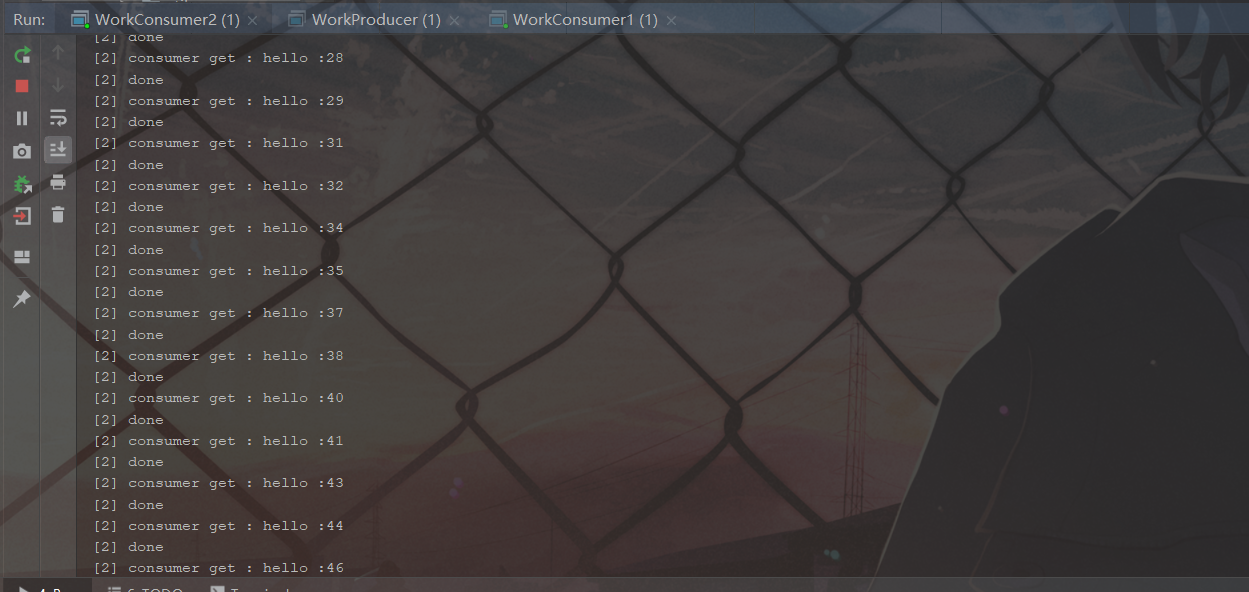 Run: WorkConsumer2 (1) WorkProducer (1) WorkConsumer1 (1)
[2] done
[2] consumer get : hello :28
[2] done
[2] consumer get : hello :29
[2] done
[2] consumer get : hello :31
[2] done
[2] consumer get : hello :32
[2] done
[2] consumer get : hello :34
[2] done
[2] consumer get : hello :35
[2] done
[2] consumer get : hello :37
[2] done
[2] consumer get : hello :38
[2] done
[2] consumer get : hello :40
[2] done
[2] consumer get : hello :41
[2] done
[2] consumer get : hello :43
[2] done
[2] consumer get : hello :44
[2] done
[2] consumer get : hello :46